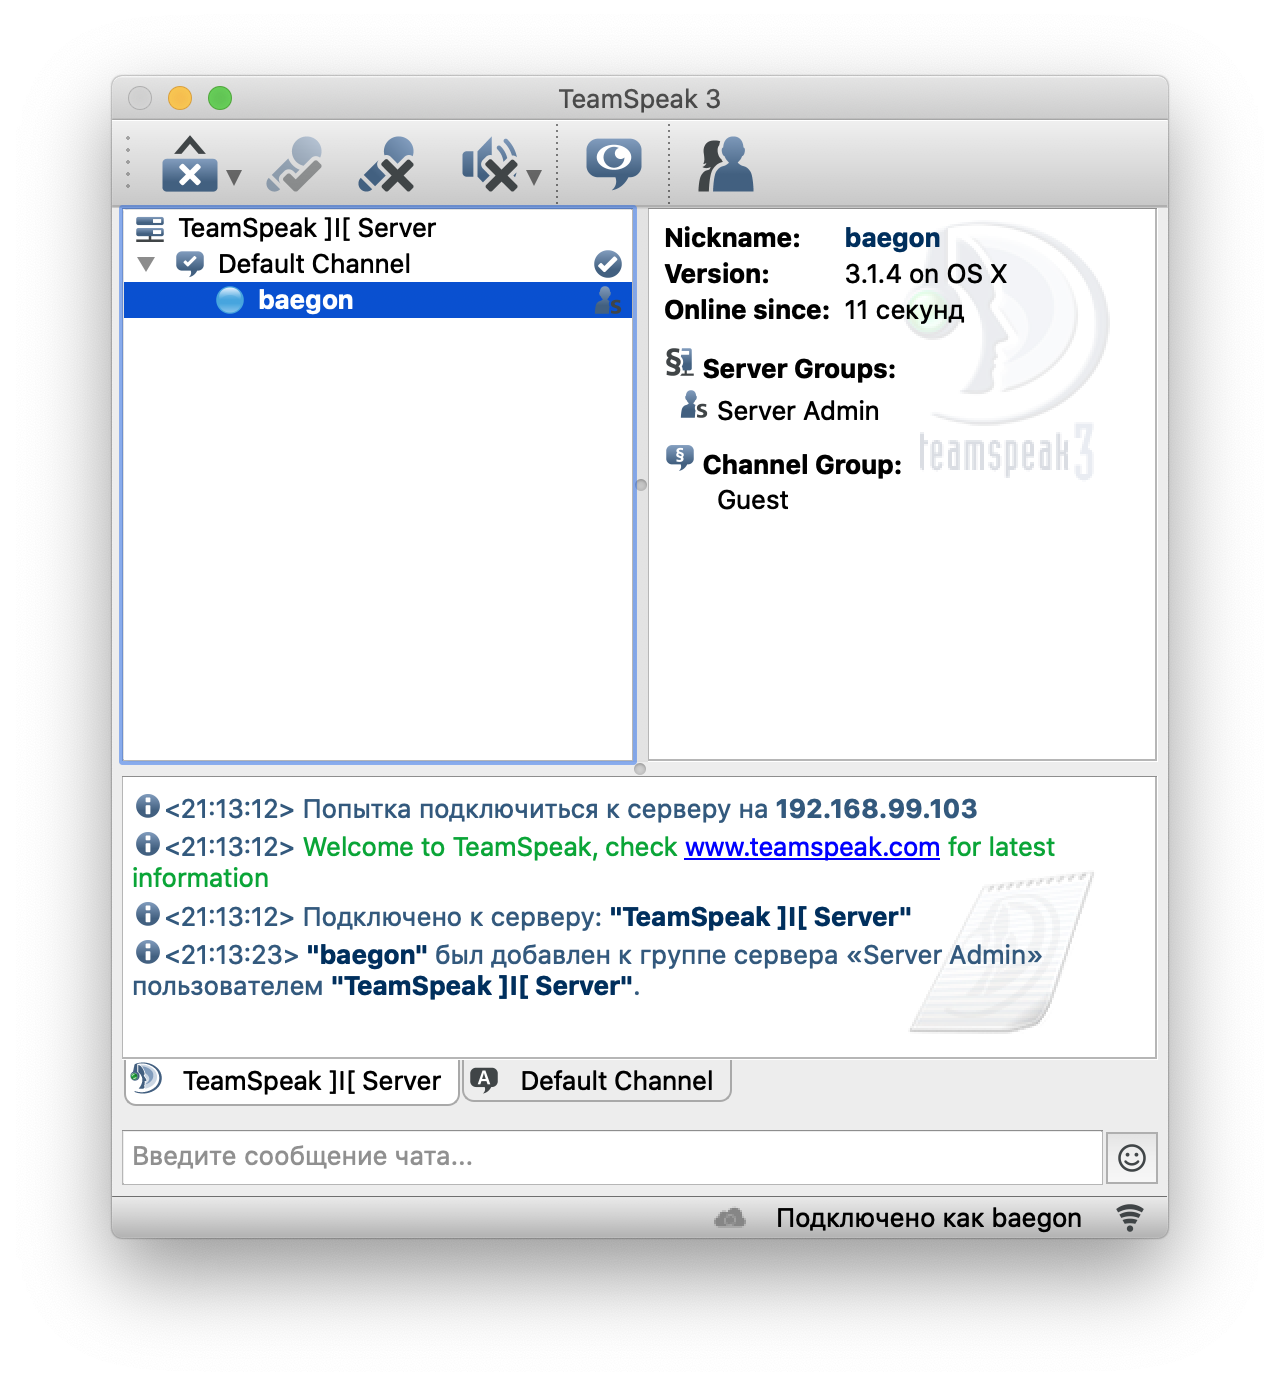 TeamSpeak 3
TeamSpeak ]I[ Server
Default Channel
baegon
Nickname: baegon
Version: 3.1.4 on OS X
Online since: 11 секунд
Server Groups:
Server Admin
Channel Group:
Guest
teamspeak3
<21:13:12> Попытка подключиться к серверу на 192.168.99.103
<21:13:12> Welcome to TeamSpeak, check www.teamspeak.com for latest
information
<21:13:12> Подключено к серверу: "TeamSpeak ]I[ Server"
<21:13:23> "baegon" был добавлен к группе сервера «Server Admin»
пользователем "TeamSpeak ]I[ Server".
TeamSpeak ]I[ Server
Default Channel
Введите сообщение чата...
Подключено как baegon